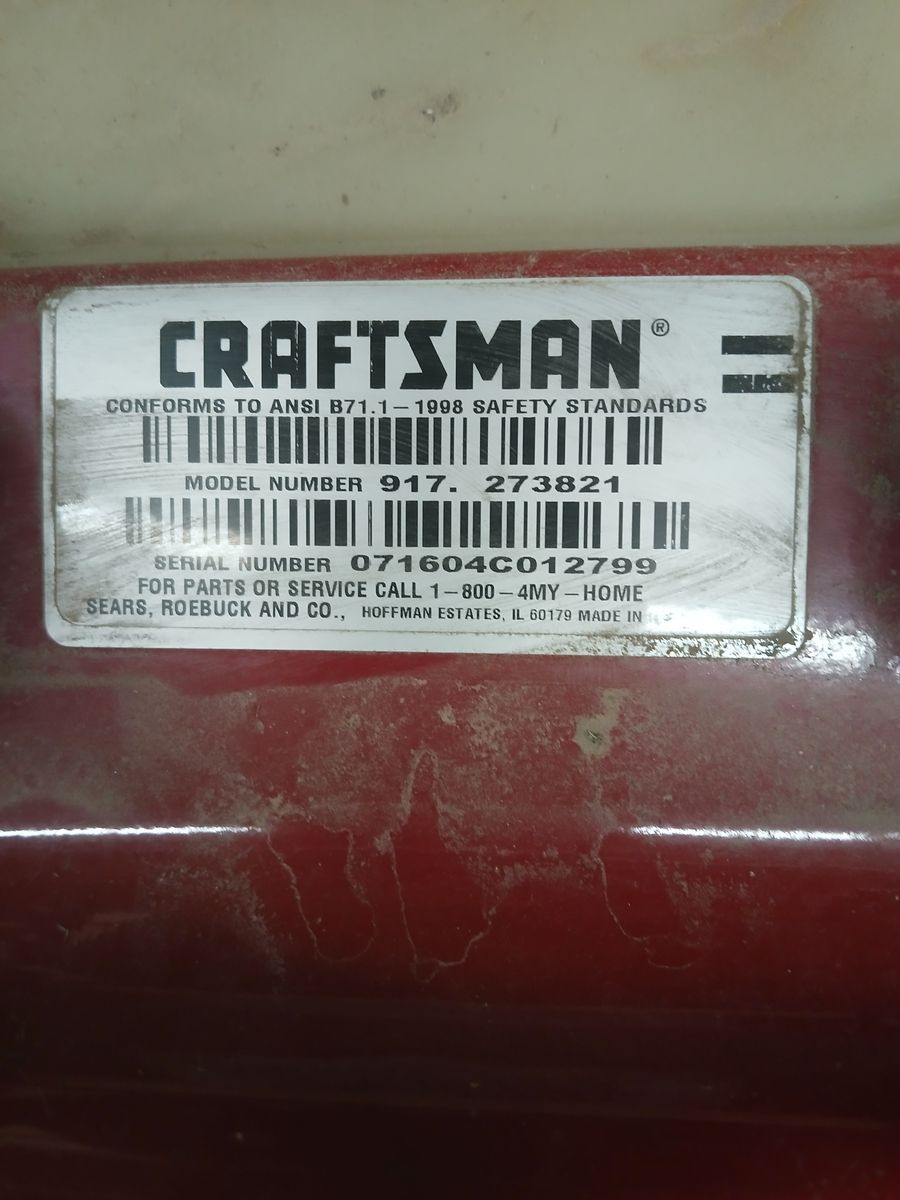 CRAFTSMAN®
CONFORMS TO ANSI B71.1-1998 SAFETY STANDARDS
MODEL NUMBER 917. 273821
SERIAL NUMBER 071604C012799
FOR PARTS OR SERVICE CALL 1-800-4MY-HOME
SEARS, ROEBUCK AND CO., HOFFMAN ESTATES, IL 60179 MADE IN